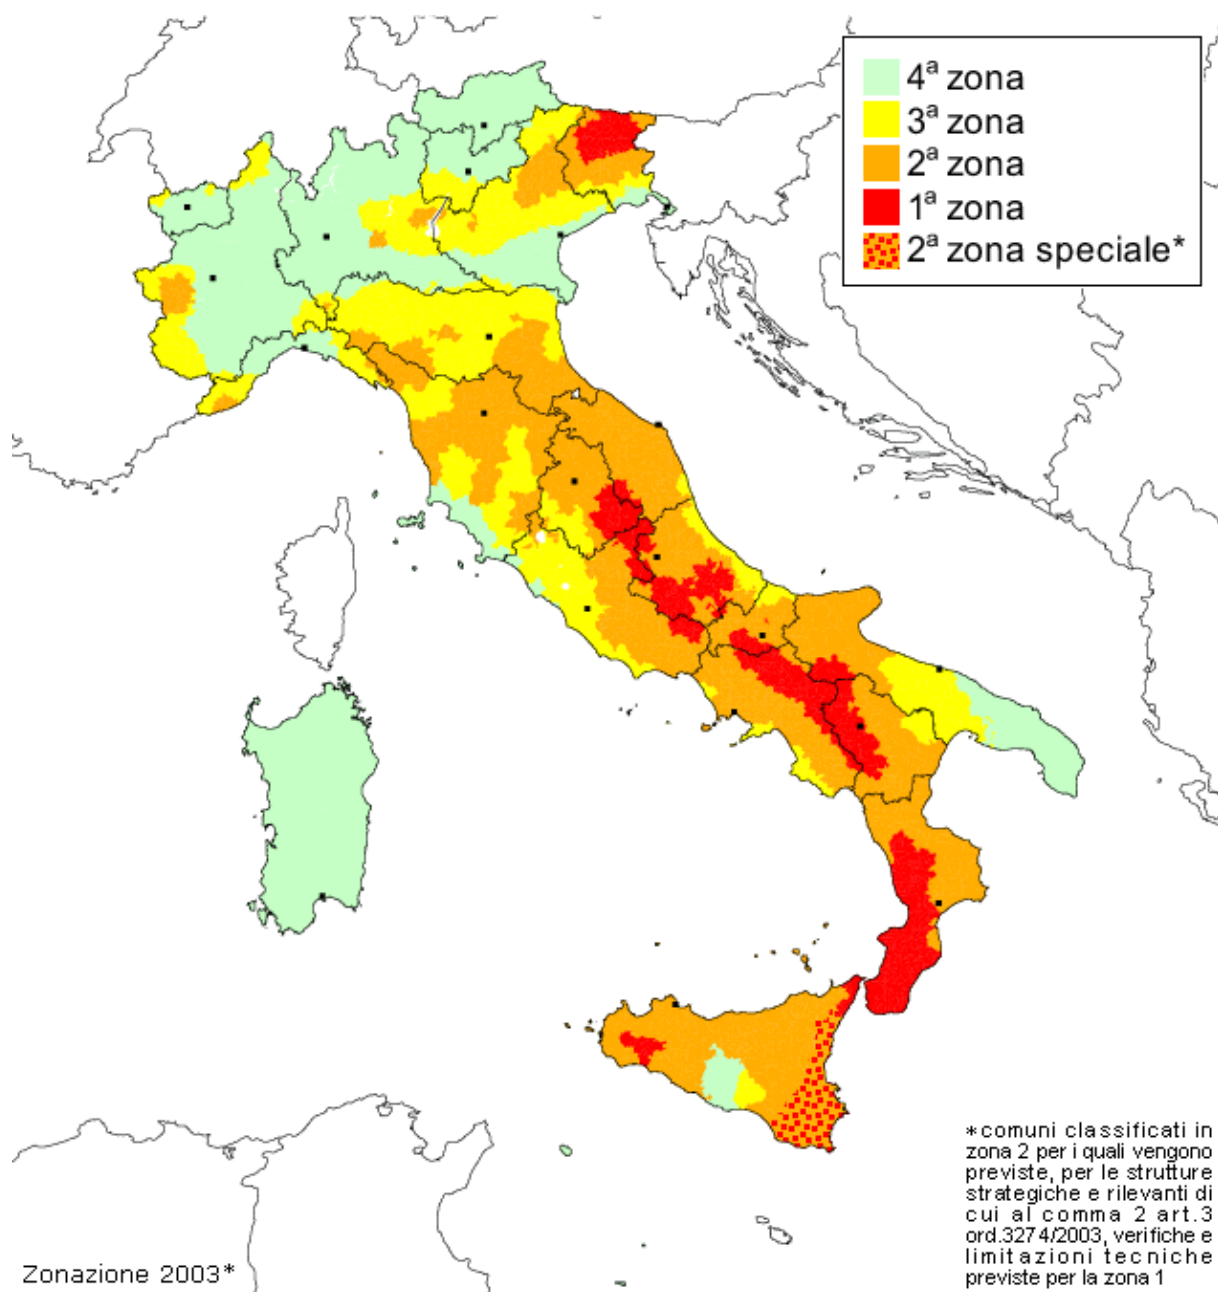 4ª zona
3ª zona
2ª zona
1ª zona
2ª zona speciale*
*comuni classificati in
zona 2 per i quali vengono
previste, per le strutture
strategiche e rilevanti di
cui al comma 2 art.3
ord.3274/2003, verifiche e
limitazioni tecniche
previste per la zona 1
Zonazione 2003*